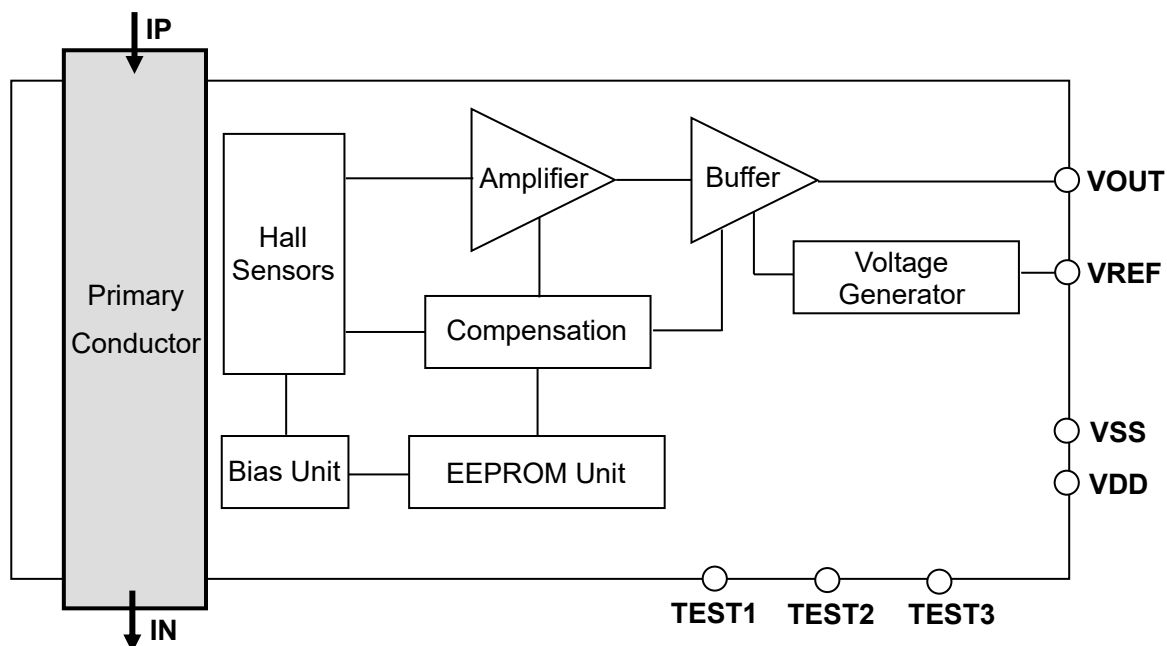 IP
Amplifier
Buffer
VOUT
Hall
Sensors
Voltage
Generator
VREF
Primary
Conductor
Compensation
VSS
Bias Unit
EEPROM Unit
VDD
TEST1
TEST2
TEST3
IN